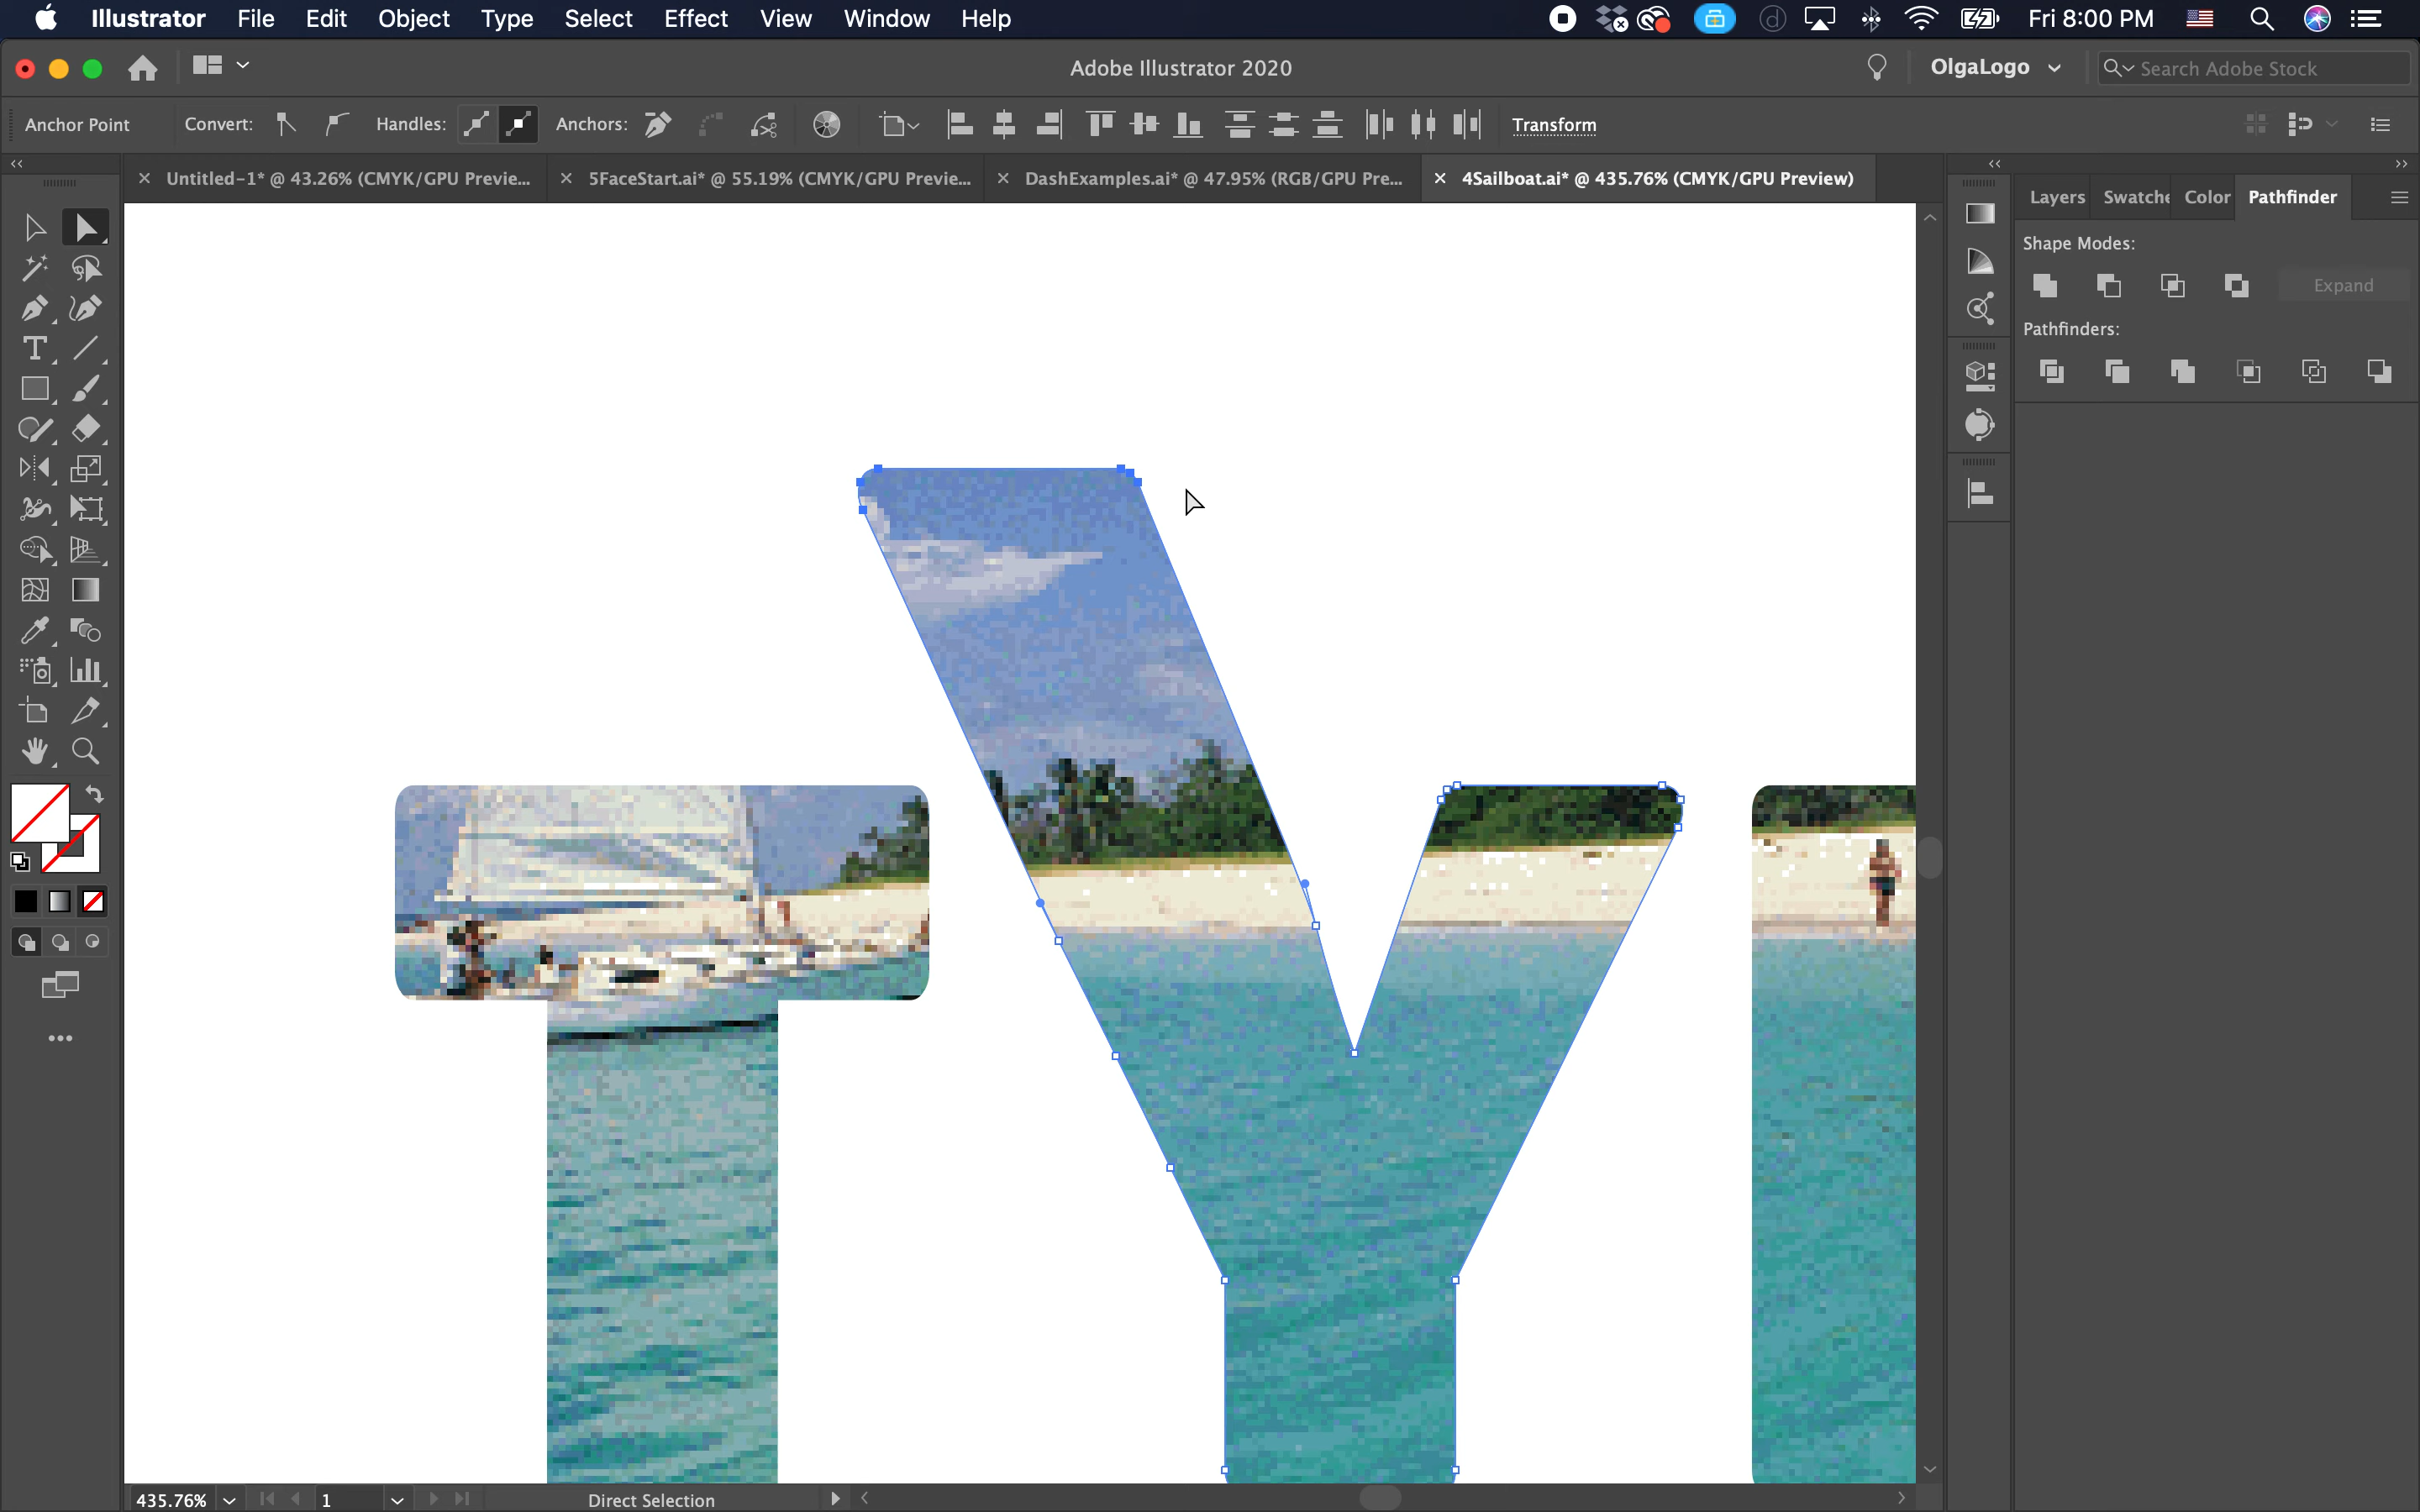 Illustrator File Edit Object Type Select Effect View Window Help Fri 8:00 PM
Adobe Illustrator 2020 OlgaLogo Search Adobe Stock
Anchor Point Convert: Handles: Anchors: Transform
Untitled-1* @ 43.26% (CMYK/GPU Previe... 5FaceStart.ai* @ 55.19% (CMYK/GPU Previe... DashExamples.ai* @ 47.95% (RGB/GPU Pre... 4Sailboat.ai* @ 435.76% (CMYK/GPU Preview)
Layers Swatche Color Pathfinder
Shape Modes:
Expand
Pathfinders:
TY
435.76% 1 Direct Selection